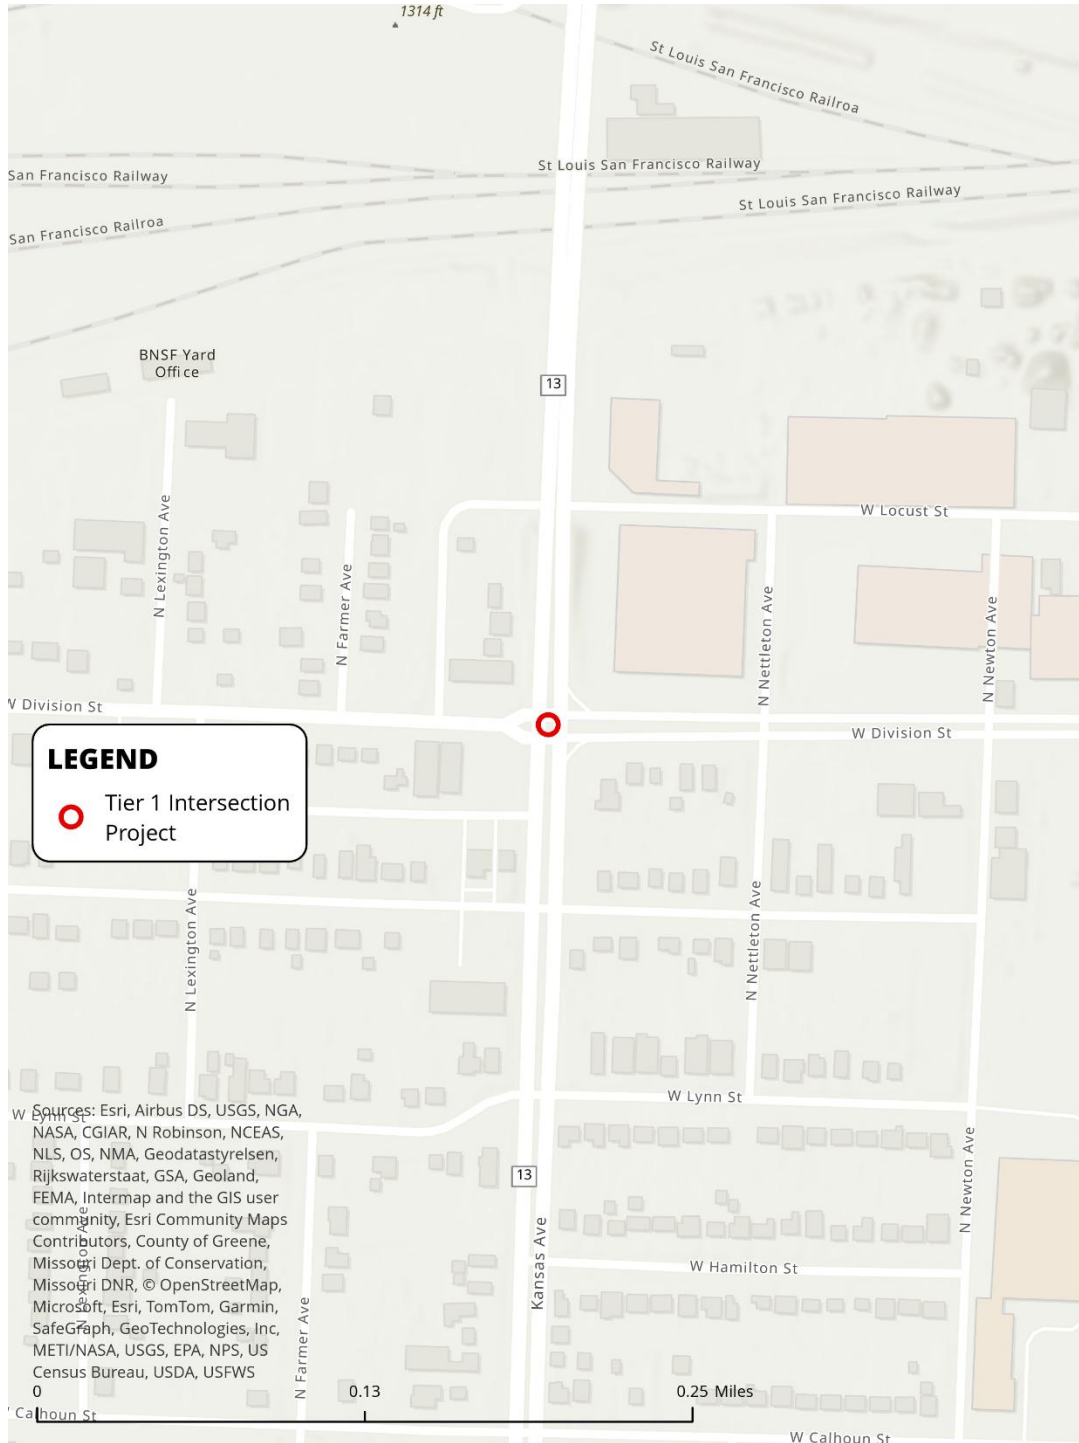 1314 ft
St Louis San Francisco Railroa
St Louis San Francisco Railway
San Francisco Railway
St Louis San Francisco Railway
San Francisco Railroa
BNSF Yard
Office
13
N Lexington Ave
W Locust St
N Farmer Ave
N Nettleton Ave
N Newton Ave
W Division St
W Division St
LEGEND
Tier 1 Intersection
Project
N Lexington Ave
N Nettleton Ave
W Lynn St
W Lynn St
Sources: Esri, Airbus DS, USGS, NGA,
NASA, CGIAR, N Robinson, NCEAS,
NLS, OS, NMA, Geodatastyrelsen,
Rijkswaterstaat, GSA, Geoland,
FEMA, Intermap and the GIS user
community, Esri Community Maps
Contributors, County of Greene,
Missouri Dept. of Conservation,
Missouri DNR, © OpenStreetMap,
Microsoft, Esri, TomTom, Garmin,
SafeGraph, GeoTechnologies, Inc,
METI/NASA, USGS, EPA, NPS, US
Census Bureau, USDA, USFWS
13
N Newton Ave
N Lexington Ave
Kansas Ave
W Hamilton St
N Farmer Ave
0
0.13
0.25 Miles
Calhoun St
W Calhoun St